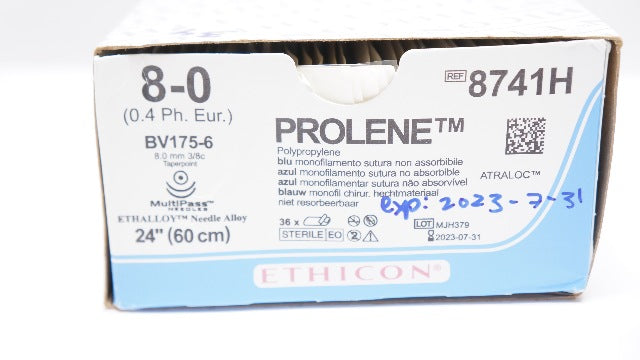 8-0
(0.4 Ph. Eur.)
BV175-6
8.0 mm 3/8c
Taperpoint
MultiPass™
NEEDLES
ETHALLOY™ Needle Alloy
24" (60 cm)
REF 8741H
PROLENE™
Polypropylene
blu monofilamento sutura non assorbibile
azul monofilamento sutura no absorbible
azul monofilamentar sutura não absorvível
blauw monofil chirur. hechtmateriaal
niet resorbeerbaar
ATRALOC™
exp: 2023-7-31
36 x
STERILE EO
LOT MJH379
2023-07-31
ETHICON®